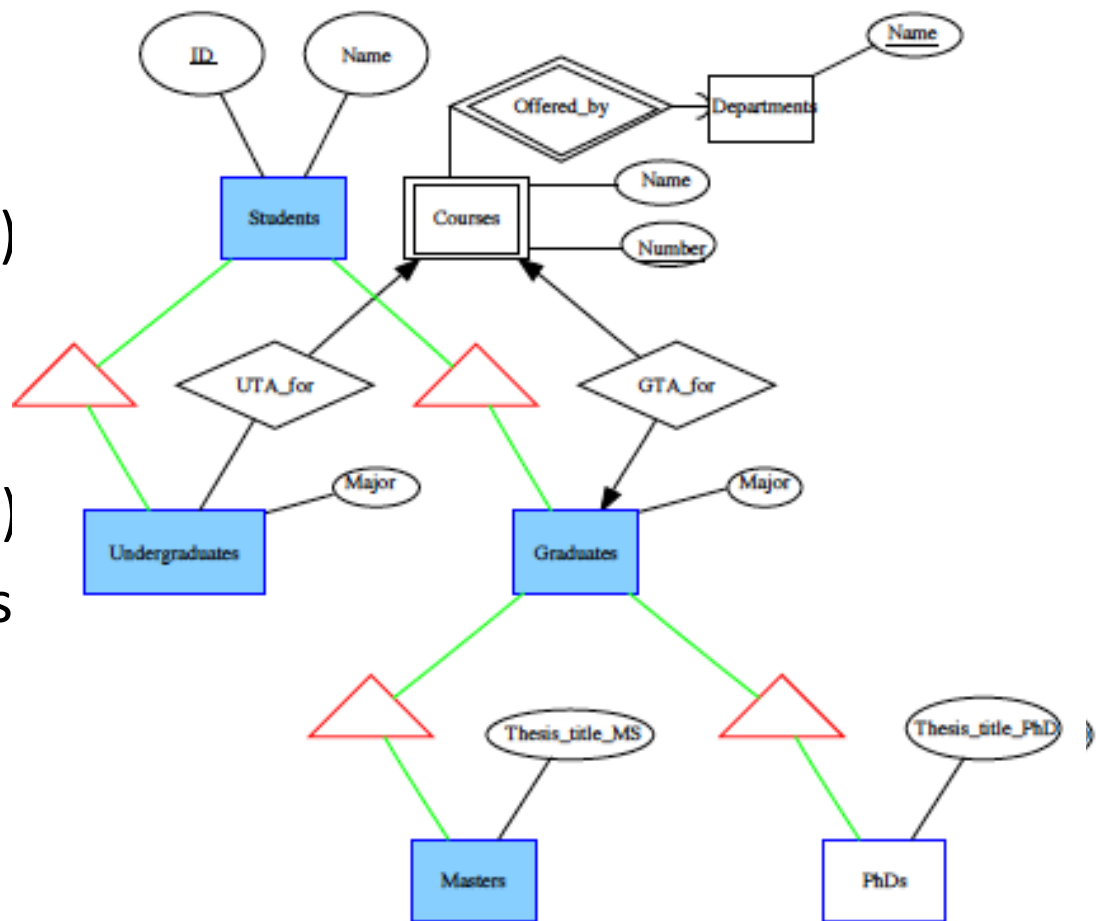 Name
ID
Name
Offered_by
Departments
Name
)
Students
Courses
Number
UTA_for
GTA_for
Major
Major
)
Undergraduates
Graduates
s
Thesis_title_MS
Thesis_title_PhD
Masters
PhDs